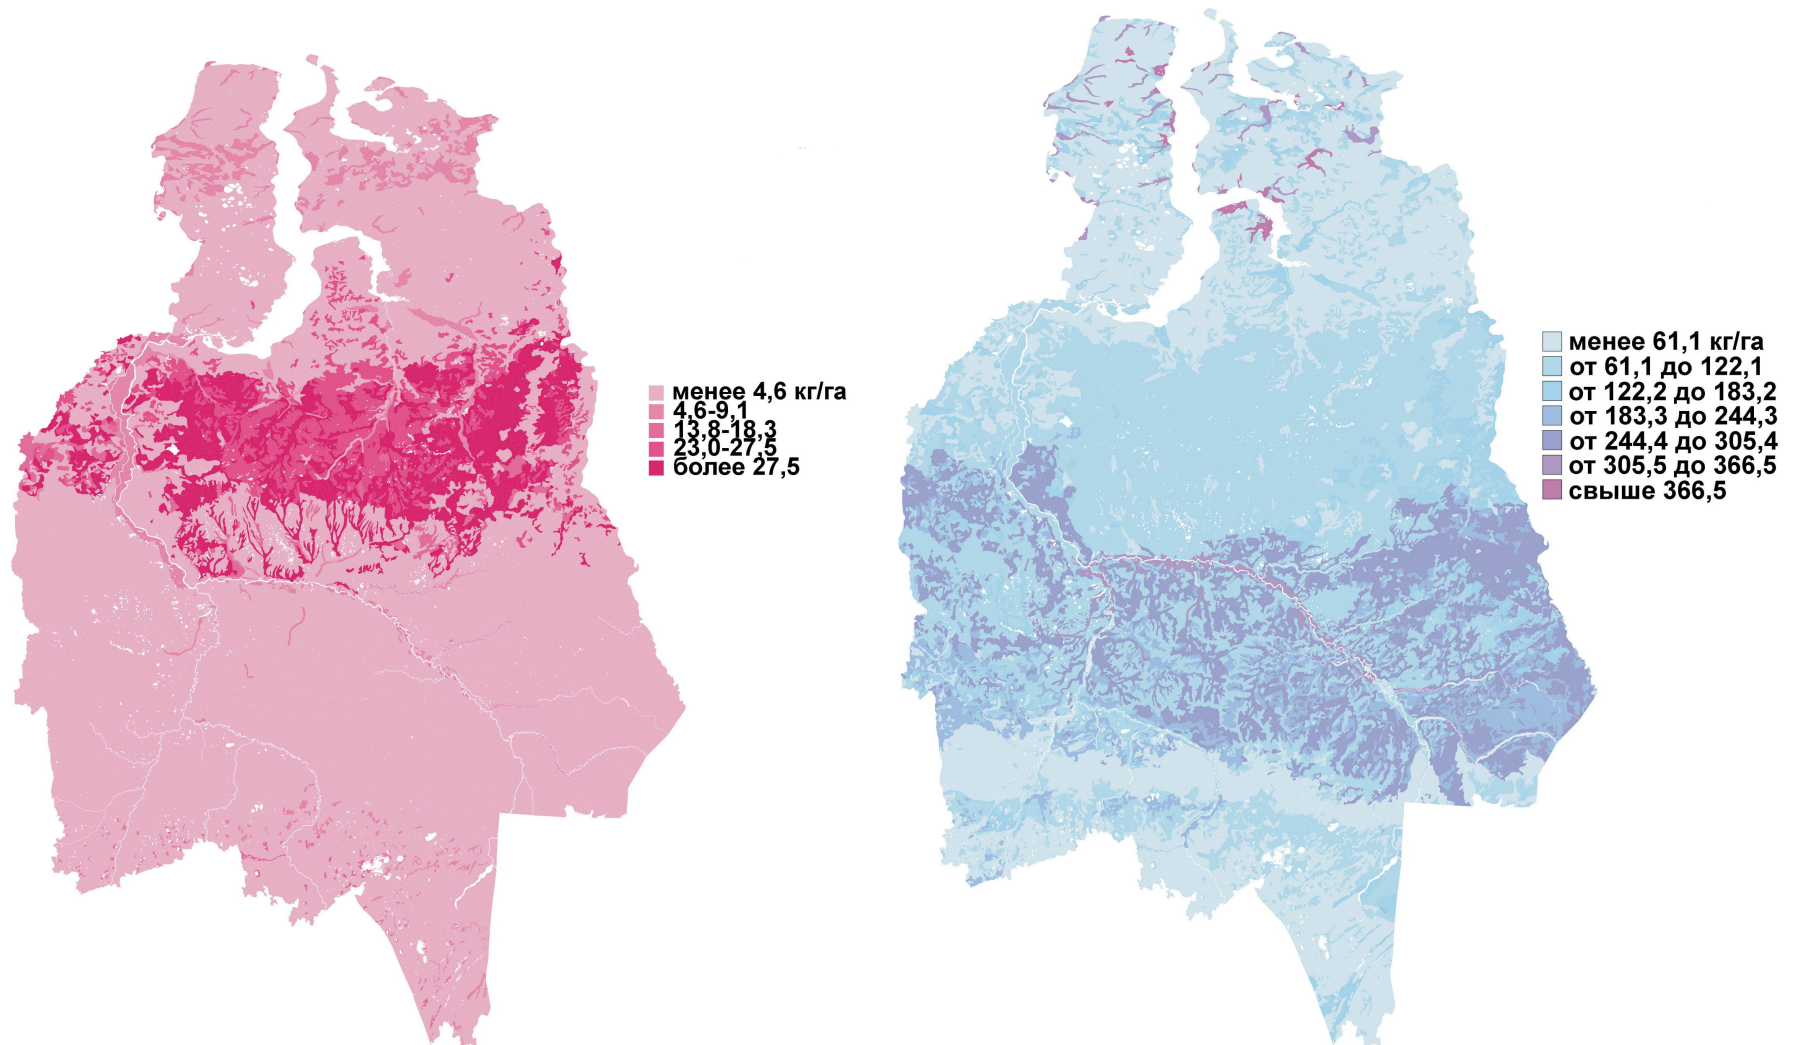 менее 4,6 кг/га
4,6-9,1
13,8-18,3
23,0-27,5
более 27,5
менее 61,1 кг/га
от 61,1 до 122,1
от 122,2 до 183,2
от 183,3 до 244,3
от 244,4 до 305,4
от 305,5 до 366,5
свыше 366,5